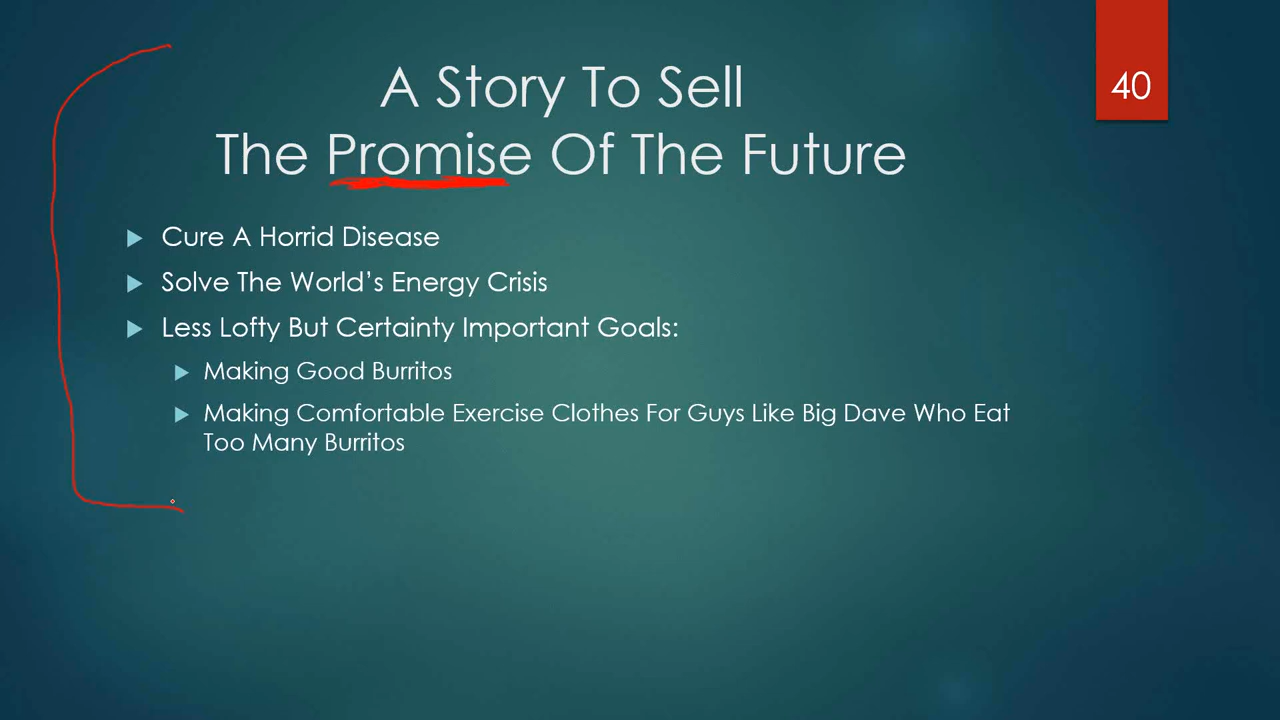 A Story To Sell
The Promise Of The Future
40
Cure A Horrid Disease
Solve The World's Energy Crisis
Less Lofty But Certainty Important Goals:
Making Good Burritos
Making Comfortable Exercise Clothes For Guys Like Big Dave Who Eat
Too Many Burritos